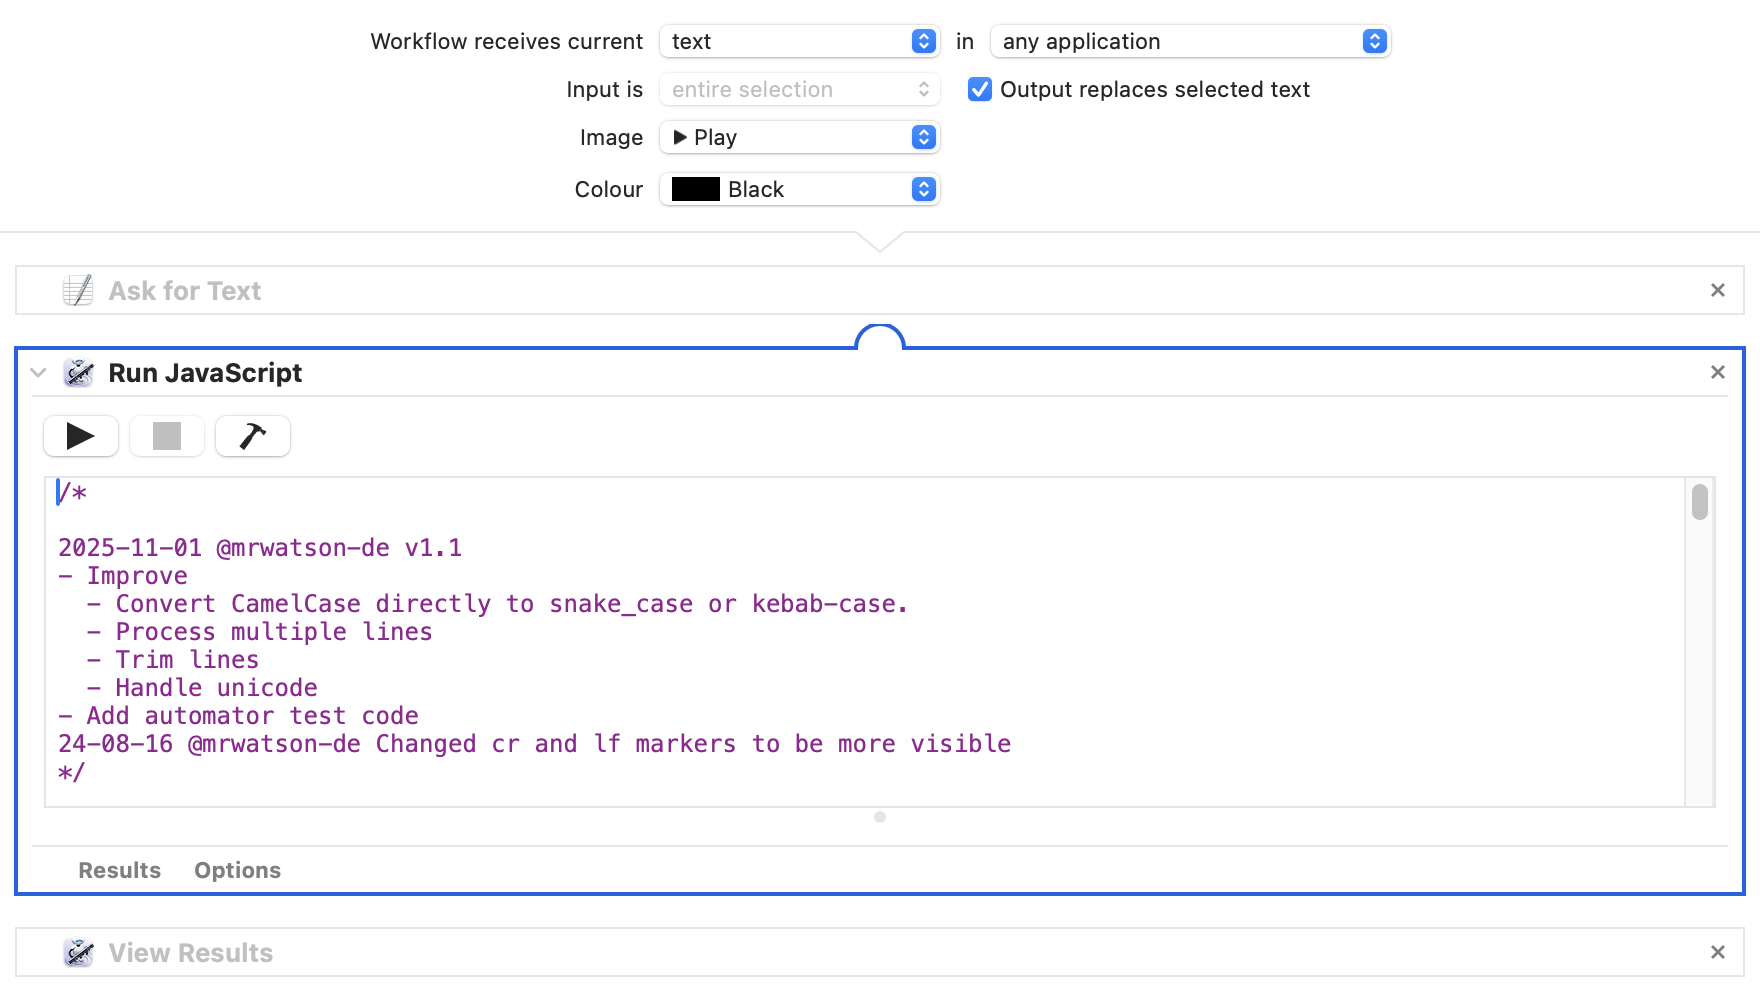 Workflow receives current text in any application
Input is entire selection Output replaces selected text
Image Play
Colour Black
Ask for Text
Run JavaScript
/*
2025-11-01 @mrwatson-de v1.1
- Improve
  - Convert CamelCase directly to snake_case or kebab-case.
  - Process multiple lines
  - Trim lines
  - Handle unicode
- Add automator test code
24-08-16 @mrwatson-de Changed cr and lf markers to be more visible
*/
Results Options
View Results